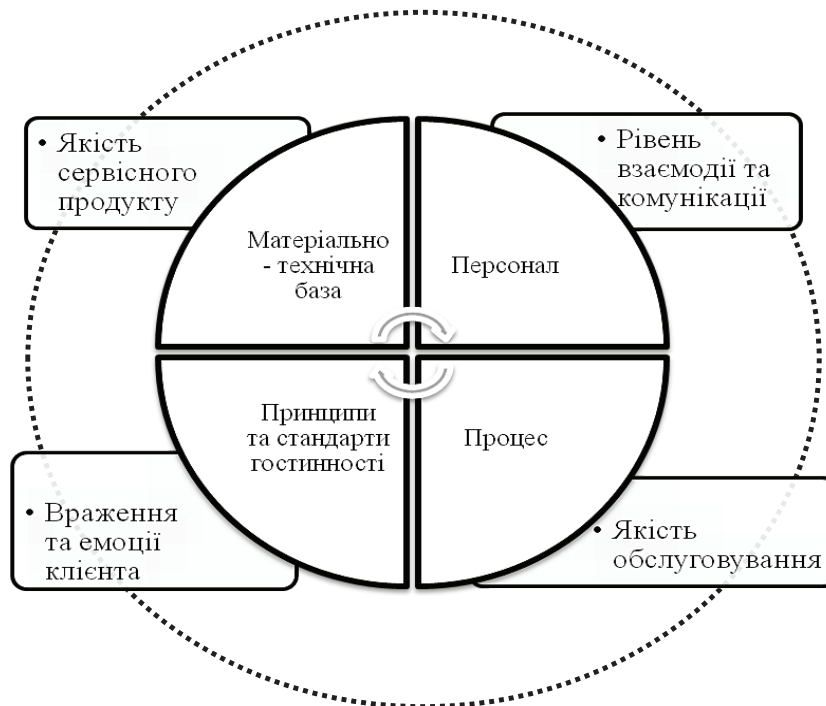 • Якість
сервісного
продукту
• Рівень
взаємодії та
комунікації
Матеріально
- технічна
база
Персонал
Принципи
та стандарти
гостинності
Процес
• Враження
та емоції
клієнта
• Якість
обслуговування